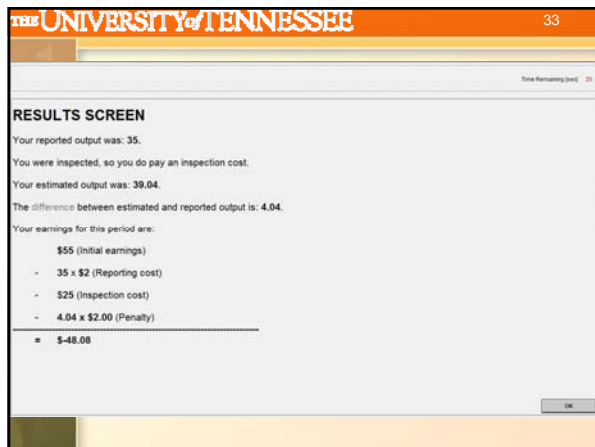 THE UNIVERSITY of TENNESSEE
33
Time Remaining [sec] 25
RESULTS SCREEN
Your reported output was: 35.
You were inspected, so you do pay an inspection cost.
Your estimated output was: 39.04.
The difference between estimated and reported output is: 4.04.
Your earnings for this period are:
$55 (Initial earnings)
- 35 x $2 (Reporting cost)
- $25 (Inspection cost)
- 4.04 x $2.00 (Penalty)
= $-48.08
OK